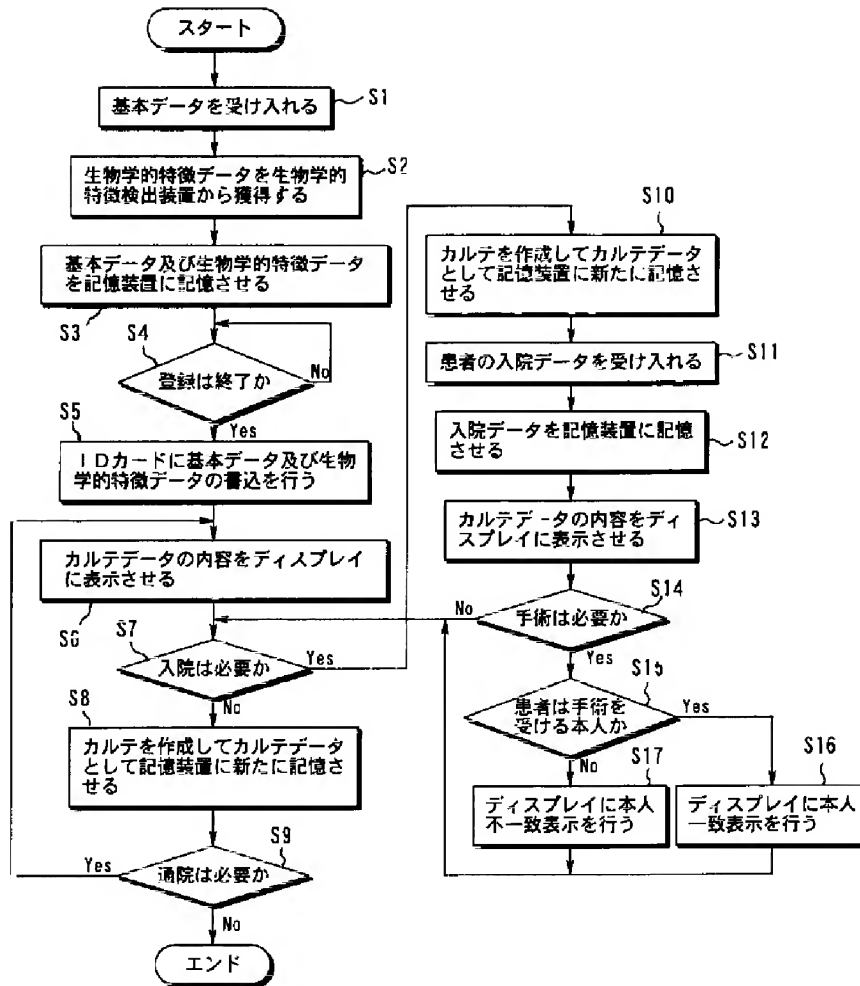 スタート
基本データを受け入れる
S1
生物学的特徴データを生物学的
特徴検出装置から獲得する
S2
基本データ及び生物学的特徴データ
を記憶装置に記憶させる
S3
S4
登録は終了か
No
Yes
S5
IDカードに基本データ及び生物
学的特徴データの書込を行う
カルテデータの内容をディスプレイ
に表示させる
S6
S7
入院は必要か
Yes
No
S8
カルテを作成してカルテデータ
として記憶装置に新たに記憶さ
せる
S9
通院は必要か
Yes
No
エンド
S10
カルテを作成してカルテデータ
として記憶装置に新たに記憶さ
せる
患者の入院データを受け入れる
S11
入院データを記憶装置に記憶
させる
S12
カルテデータの内容をディ
スプレイに表示させる
S13
手術は必要か
S14
No
Yes
S15
患者は手術を
受ける本人か
Yes
No
S17
ディスプレイに本人
不一致表示を行う
S16
ディスプレイに本人
一致表示を行う